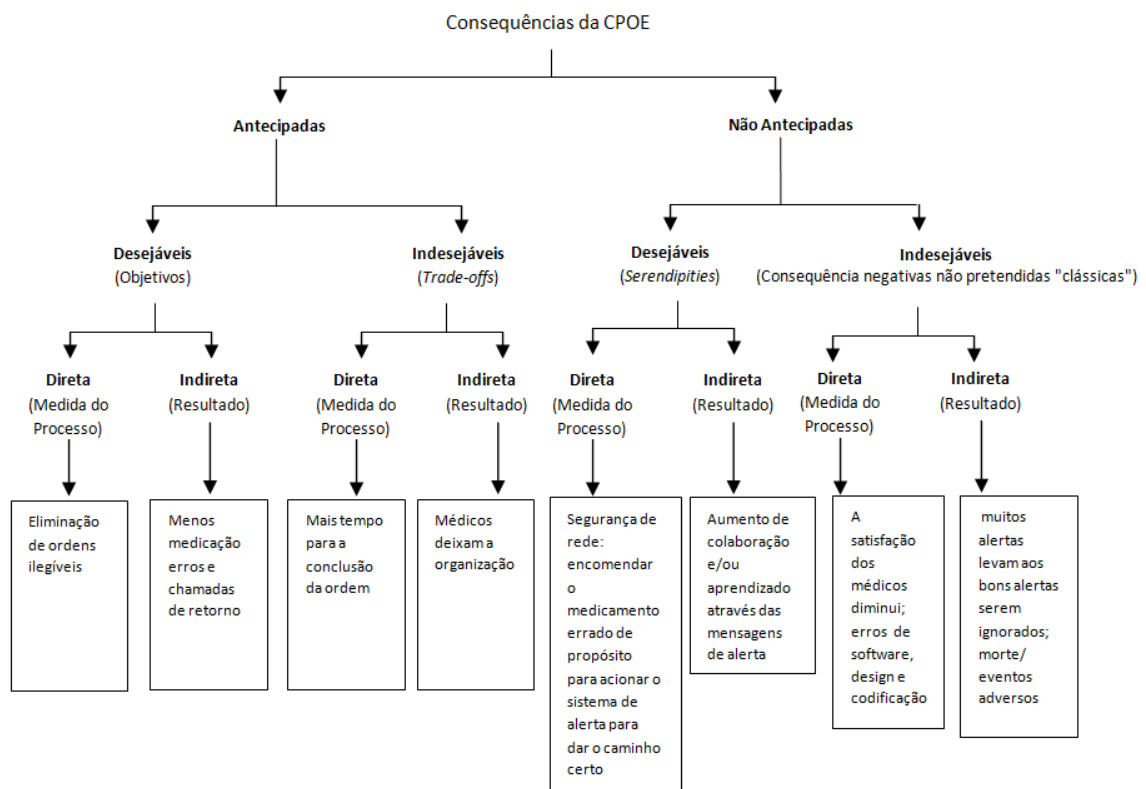 Consequências da CPOE
Antecipadas
Não Antecipadas
Desejáveis
(Objetivos)
Indesejáveis
(Trade-offs)
Desejáveis
(Serendipities)
Indesejáveis
(Consequência negativas não pretendidas "clássicas")
Direta
(Medida do
Processo)
Indireta
(Resultado)
Direta
(Medida do
Processo)
Indireta
(Resultado)
Direta
(Medida do
Processo)
Indireta
(Resultado)
Direta
(Medida do
Processo)
Indireta
(Resultado)
Eliminação
de ordens
ilegíveis
Menos
medicação
erros e
chamadas
de retorno
Mais tempo
para a
conclusão
da ordem
Médicos
deixam a
organização
Segurança de
rede:
encomendar
o
medicamento
errado de
propósito
para acionar o
sistema de
alerta para
dar o caminho
certo
Aumento de
colaboração
e/ou
aprendizado
através das
mensagens
de alerta
A
satisfação
dos
médicos
diminui;
erros de
software,
design e
codificação
muitos
alertas
levam aos
bons alertas
serem
ignorados;
morte/
eventos
adversos